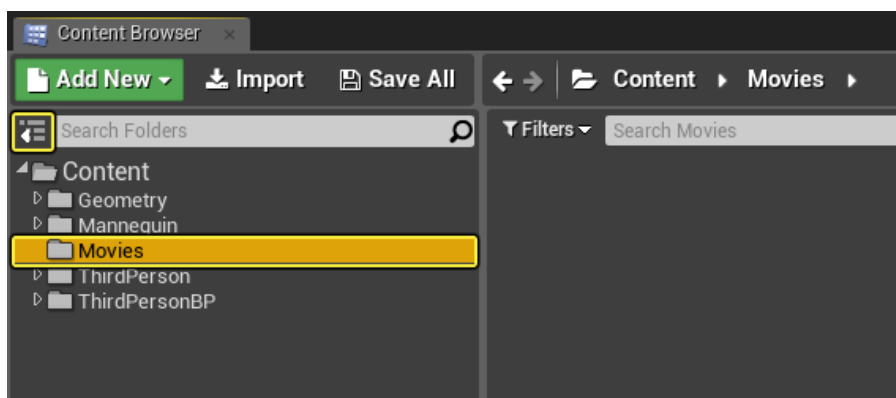 Content Browser
Add New Import Save All Content Movies
Search Folders Filters Search Movies
Content
Geometry
Mannequin
Movies
ThirdPerson
ThirdPersonBP